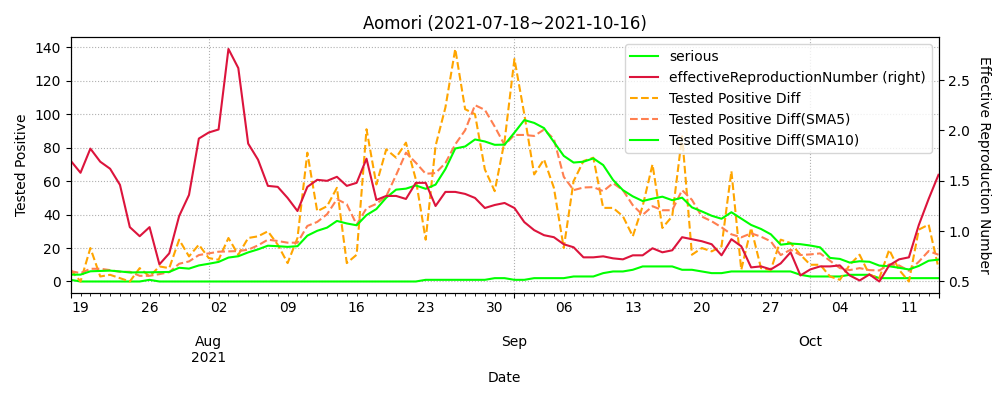 Aomori (2021-07-18~2021-10-16)
140
120
100
80
60
40
20
0
Tested Positive
2.5
2.0
1.5
1.0
0.5
Effective Reproduction Number
serious
effectiveReproductionNumber (right)
Tested Positive Diff
Tested Positive Diff(SMA5)
Tested Positive Diff(SMA10)
19 26 02 09 16 23 30 06 13 20 27 04 11
Aug Sep Oct
2021
Date